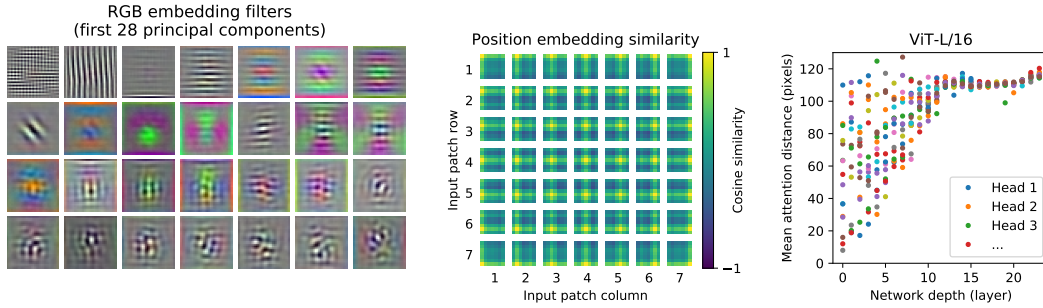 RGB embedding filters
(first 28 principal components)
Position embedding similarity
1
2
3
4
5
6
7
Input patch row
1 2 3 4 5 6 7
Input patch column
1
−1
Cosine similarity
ViT-L/16
120
100
80
60
40
20
0
Mean attention distance (pixels)
Head 1
Head 2
Head 3
...
0 5 10 15 20
Network depth (layer)